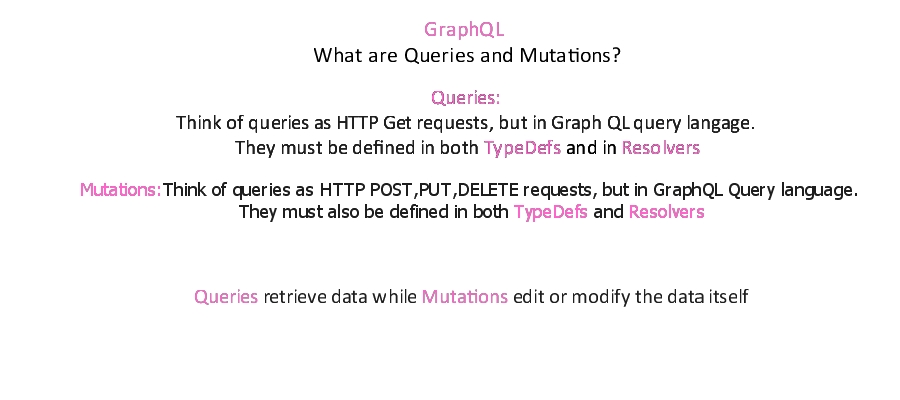 GraphQL
What are Queries and Mutations?
Queries:
Think of queries as HTTP Get requests, but in Graph QL query langage.
They must be defined in both TypeDefs and in Resolvers
Mutations: Think of queries as HTTP POST,PUT,DELETE requests, but in GraphQL Query language.
They must also be defined in both TypeDefs and Resolvers
Queries retrieve data while Mutations edit or modify the data itself